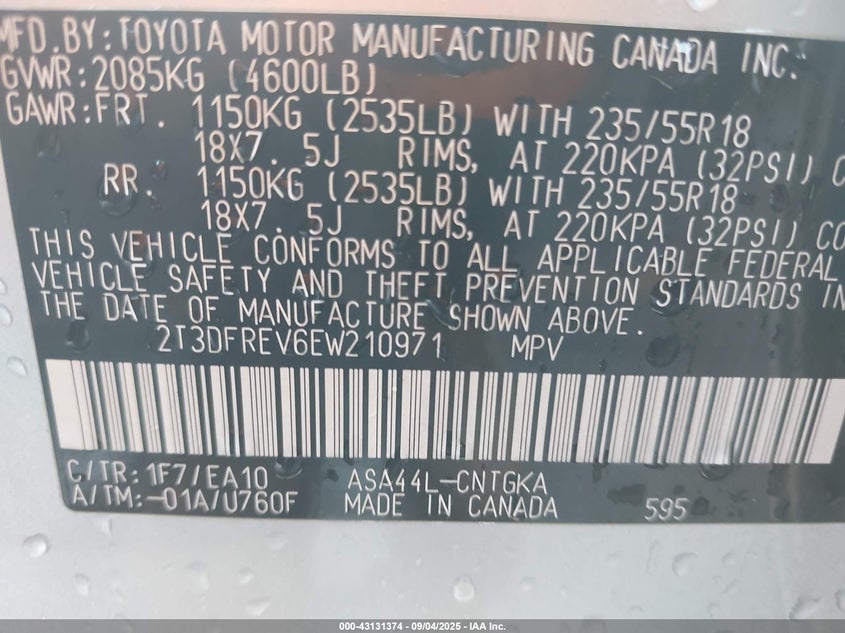 MFD.BY:TOYOTA MOTOR MANUFACTURING CANADA INC.
GVWR:2085KG (4600LB)
GAWR:FRT. 1150KG (2535LB) WITH 235/55R18
18X7.5J RIMS, AT 220KPA (32PSI) C
RR. 1150KG (2535LB) WITH 235/55R18
18X7.5J RIMS, AT 220KPA (32PSI) CO
THIS VEHICLE CONFORMS TO ALL APPLICABLE FEDERAL
VEHICLE SAFETY AND THEFT PREVENTION STANDARDS IN
THE DATE OF MANUFACTURE SHOWN ABOVE.
2T3DFREV6EW210971 MPV
C/TR:1F7/EA10 ASA44L-CNTGKA
A/TM:-01A/U760F MADE IN CANADA 595
000-43131374 - 09/04/2025 - IAA Inc.